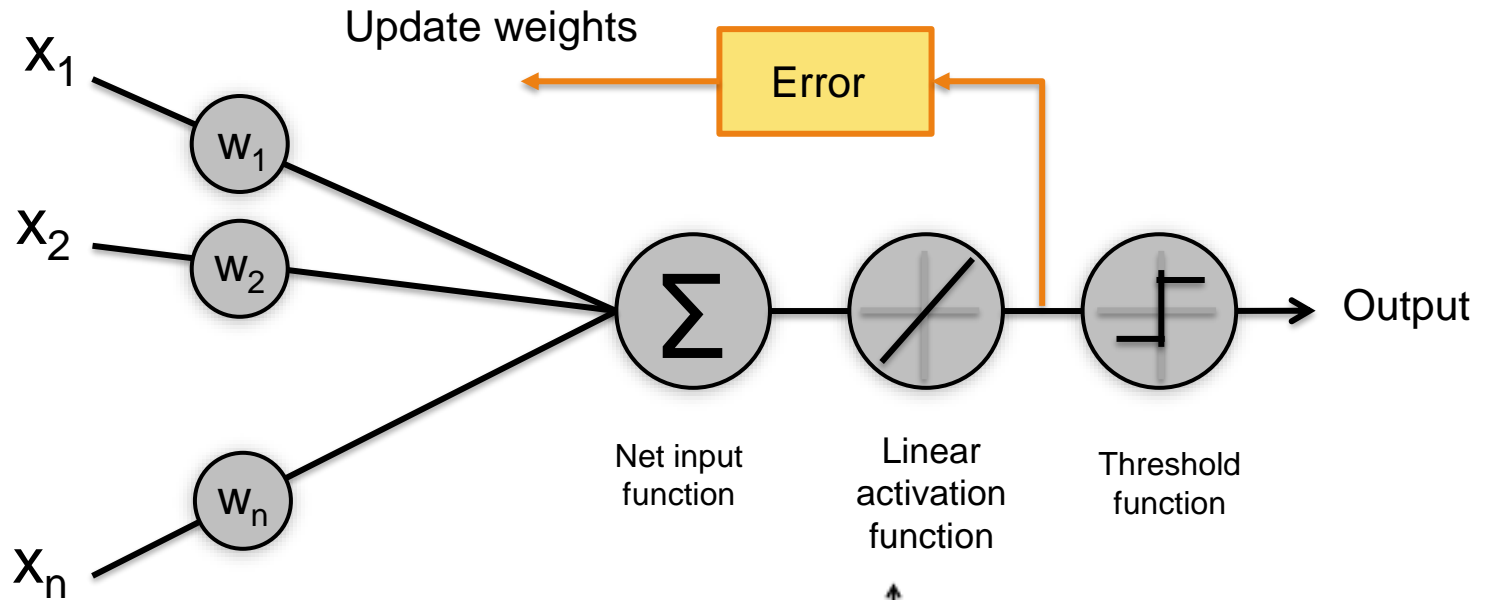 Update weights
x1
Error
w1
x2
w2
Σ
Output
wn
Net input
function
Linear
activation
function
Threshold
function
xn